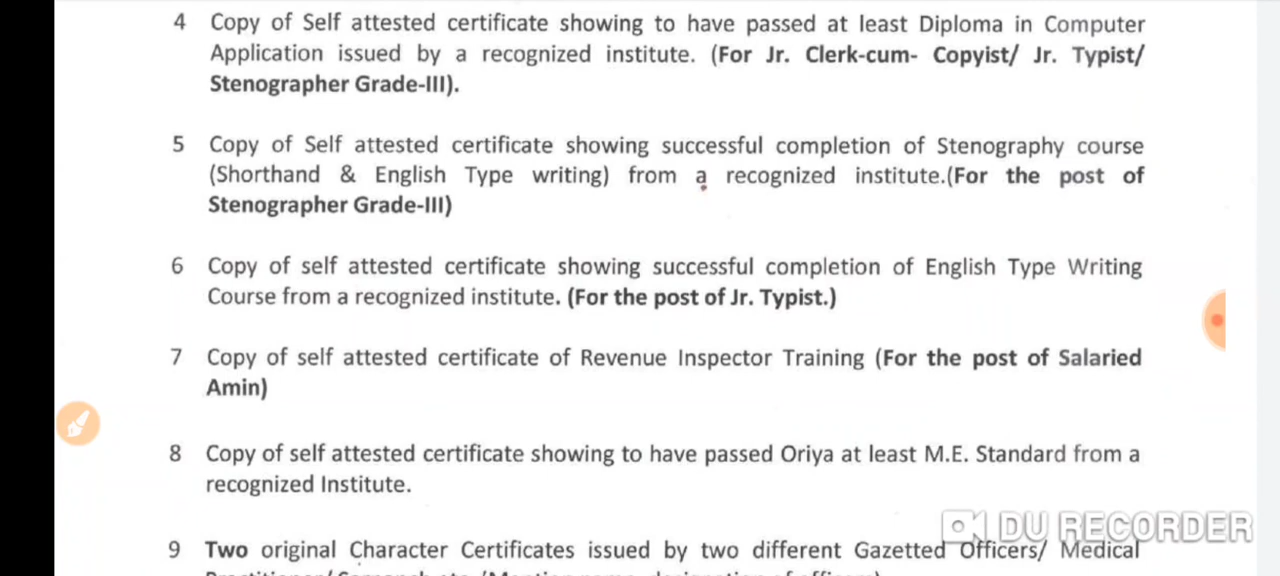 4 Copy of Self attested certificate showing to have passed at least Diploma in Computer
Application issued by a recognized institute. (For Jr. Clerk-cum- Copyist/ Jr. Typist/
Stenographer Grade-III).
5 Copy of Self attested certificate showing successful completion of Stenography course
(Shorthand & English Type writing) from a recognized institute.(For the post of
Stenographer Grade-III)
6 Copy of self attested certificate showing successful completion of English Type Writing
Course from a recognized institute. (For the post of Jr. Typist.)
7 Copy of self attested certificate of Revenue Inspector Training (For the post of Salaried
Amin)
8 Copy of self attested certificate showing to have passed Oriya at least M.E. Standard from a
recognized Institute.
DU RECORDER
9 Two original Character Certificates issued by two different Gazetted Officers/ Medical